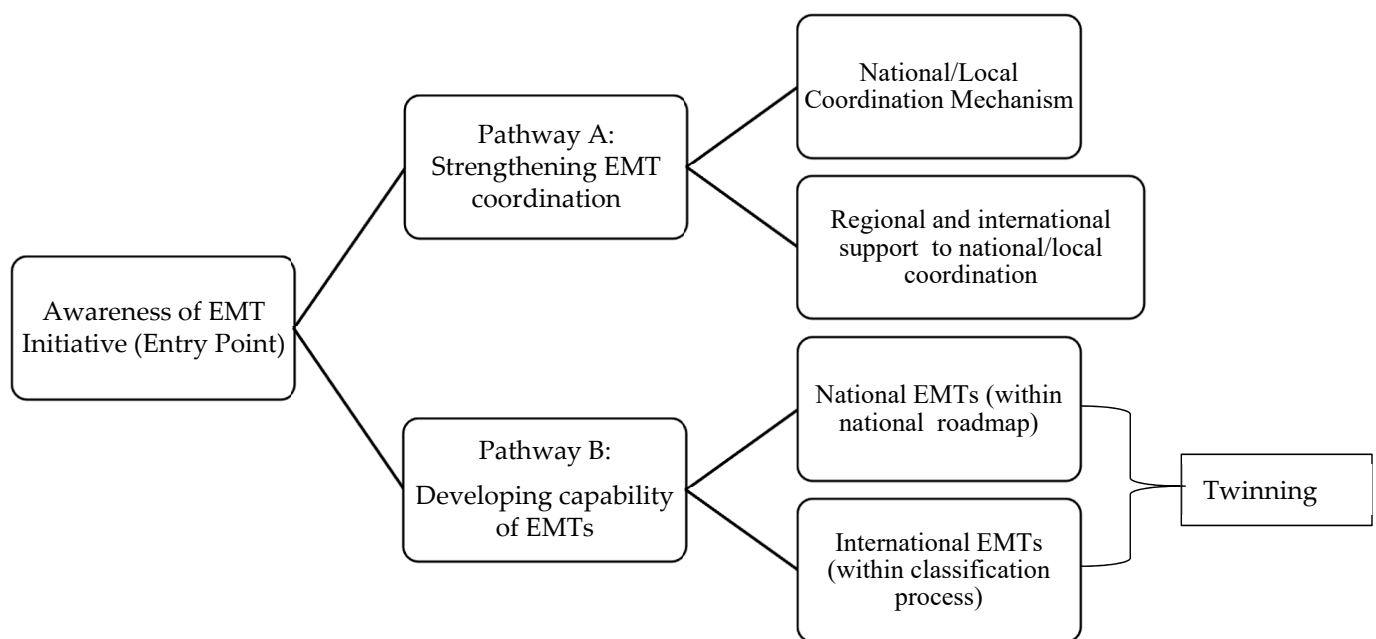 National/Local
Coordination Mechanism
Pathway A:
Strengthening EMT
coordination
Regional and international
support to national/local
coordination
Awareness of EMT
Initiative (Entry Point)
National EMTs (within
national roadmap)
Pathway B:
Developing capability
of EMTs
Twinning
International EMTs
(within classification
process)